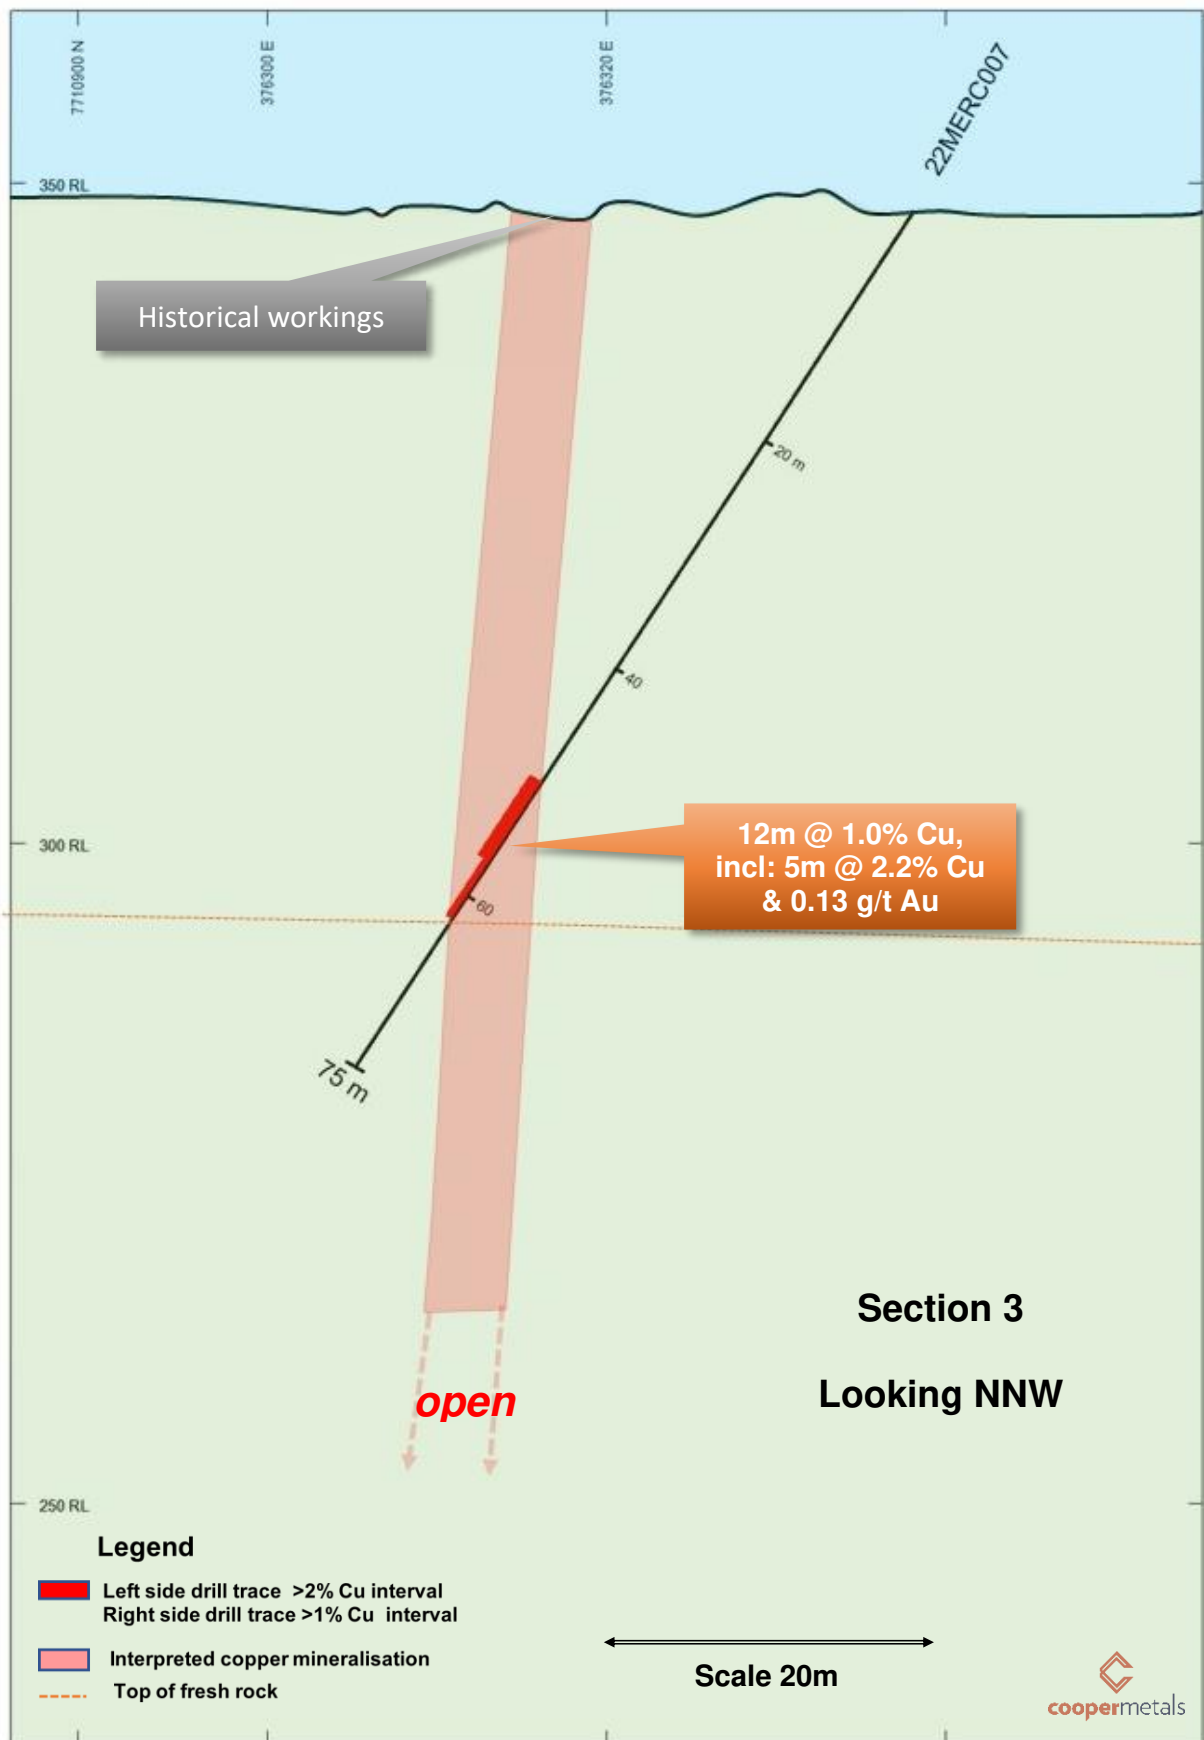 7710900 N
376300 E
376320 E
22MERC007
350 RL
Historical workings
20 m
40
300 RL
12m @ 1.0% Cu,
incl: 5m @ 2.2% Cu
& 0.13 g/t Au
60
75 m
Section 3
Looking NNW
open
250 RL
Legend
Left side drill trace >2% Cu interval
Right side drill trace >1% Cu interval
Interpreted copper mineralisation
Top of fresh rock
Scale 20m
coopermetals